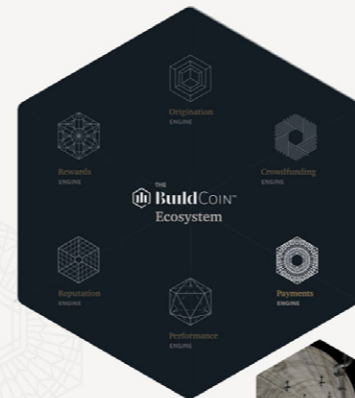 Origination
ENGINE
Rewards
ENGINE
Crowdfunding
ENGINE
THE
BuildCoin™
Ecosystem
Reputation
ENGINE
Payments
ENGINE
Performance
ENGINE